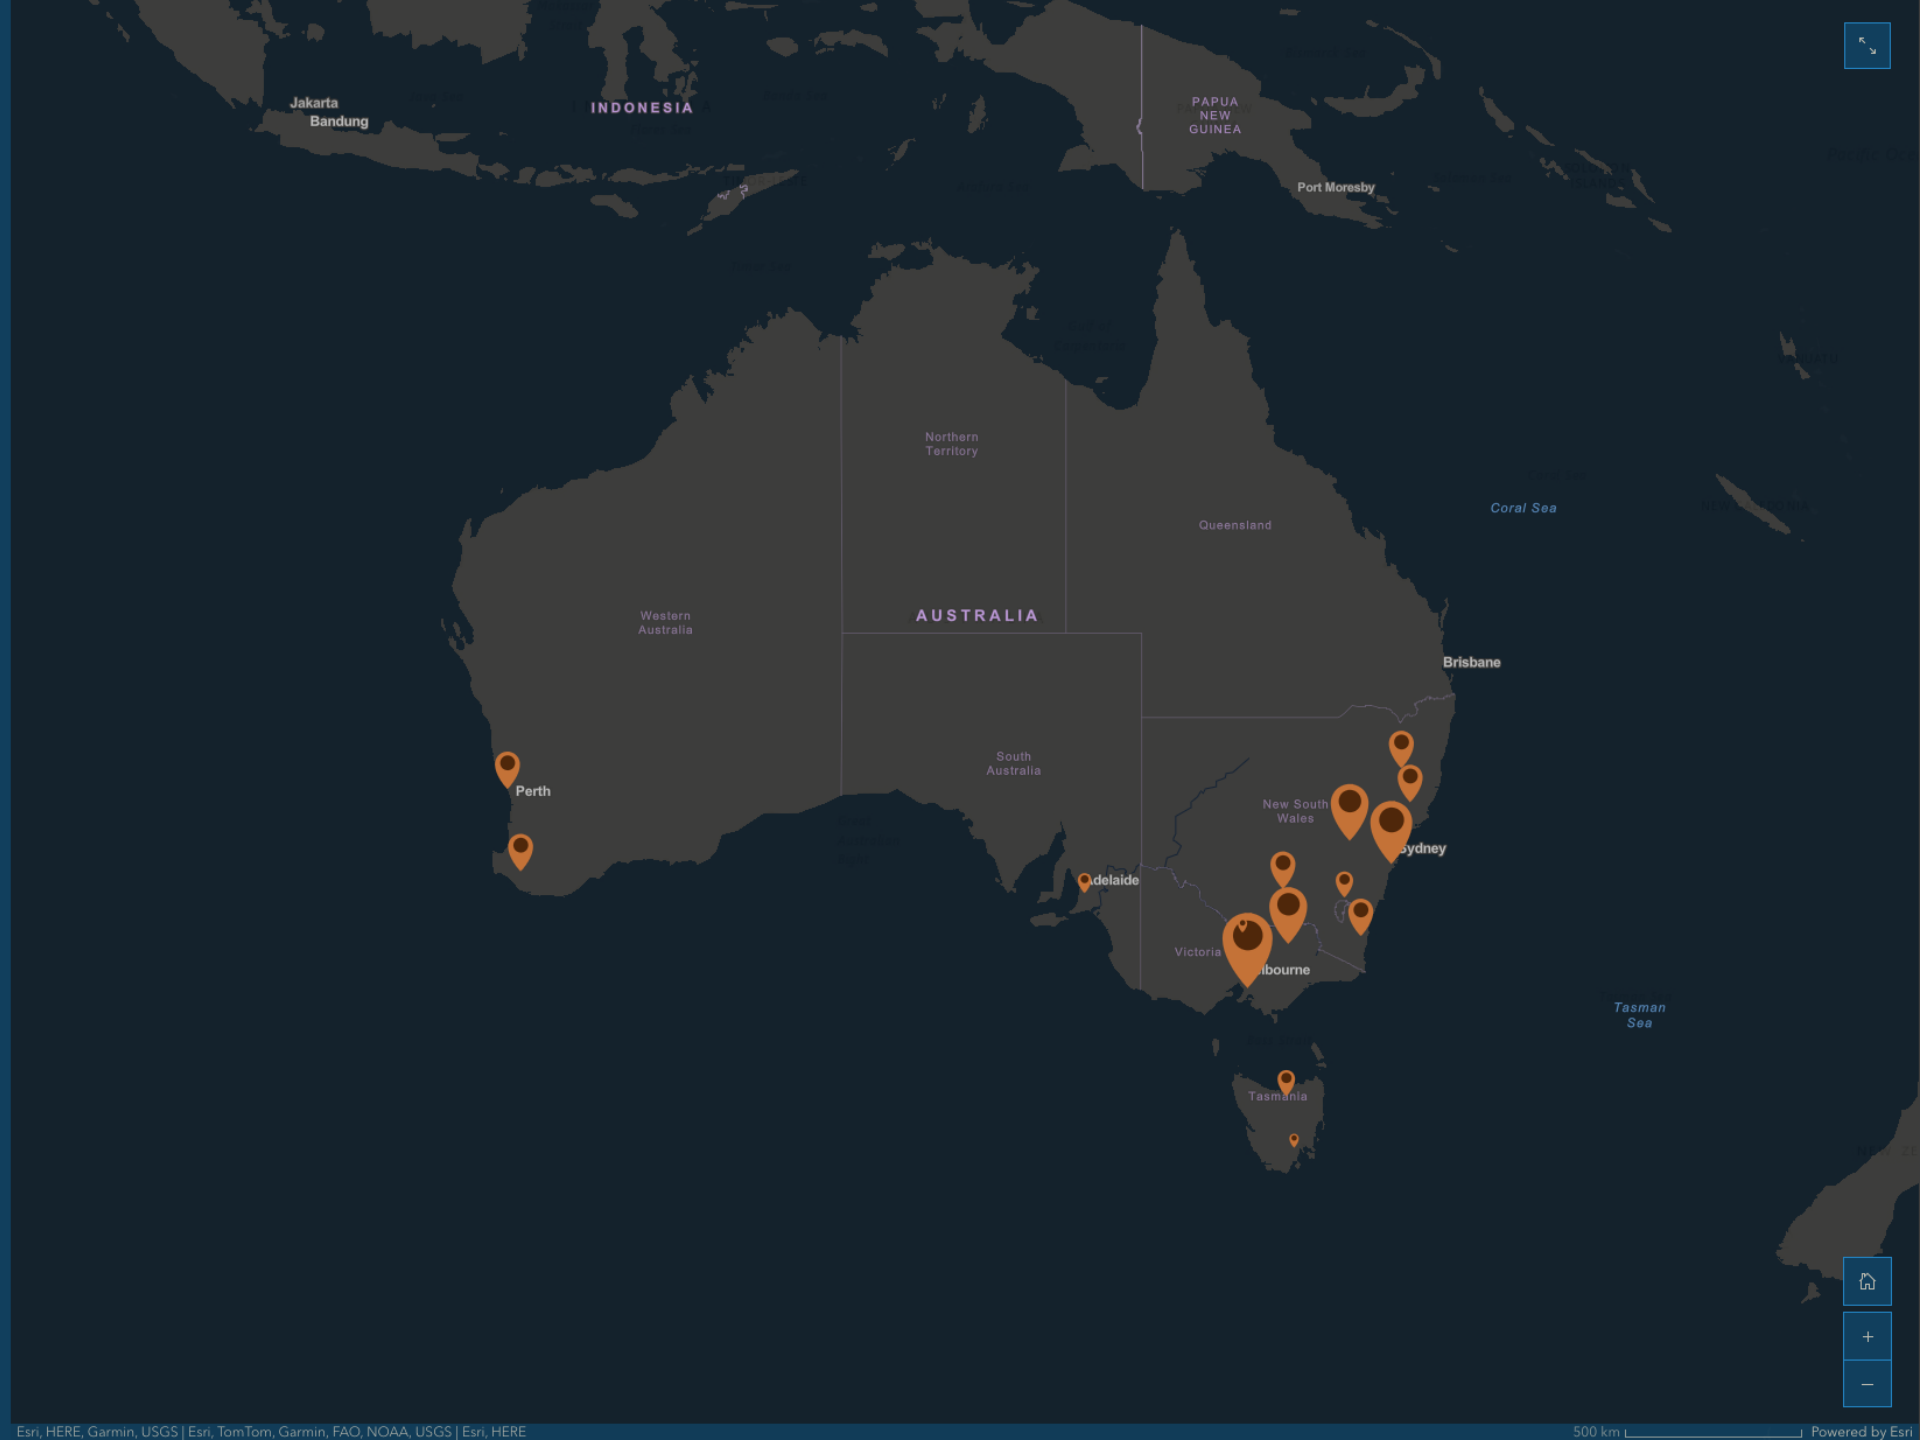 Jakarta
Bandung
INDONESIA
PAPUA
NEW
GUINEA
Port Moresby
Northern
Territory
Queensland
Coral Sea
Western
Australia
AUSTRALIA
Brisbane
South
Australia
Perth
New South
Wales
Sydney
delaide
Victoria
lbourne
Tasman
Sea
Tasmania
+
−
Esri, HERE, Garmin, USGS | Esri, TomTom, Garmin, FAO, NOAA, USGS | Esri, HERE
500 km
Powered by Esri